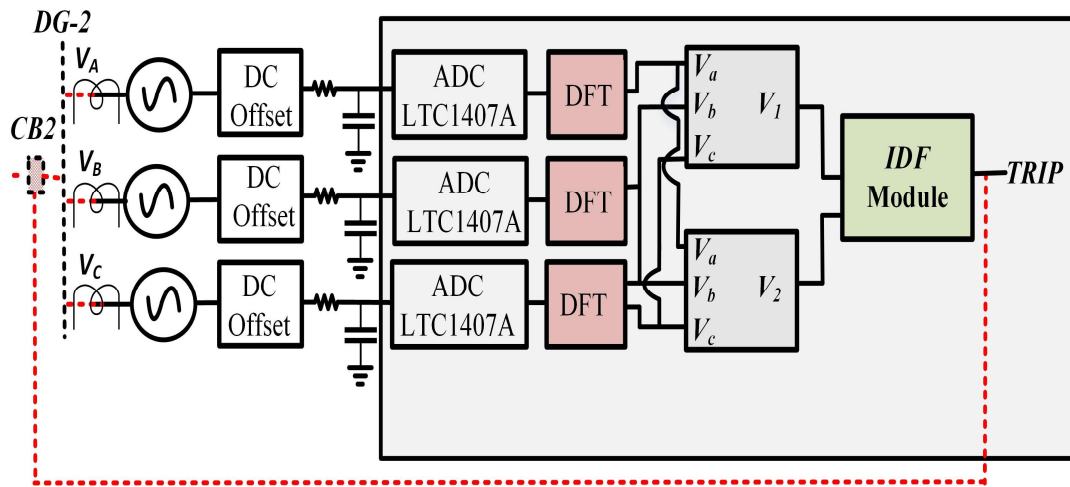 DG-2
CB2
V_A
DC
Offset
ADC
LTC1407A
DFT
V_a
V_b
V_c
V_1
V_B
DC
Offset
ADC
LTC1407A
DFT
IDF
Module
TRIP
V_C
DC
Offset
ADC
LTC1407A
DFT
V_a
V_b
V_c
V_2